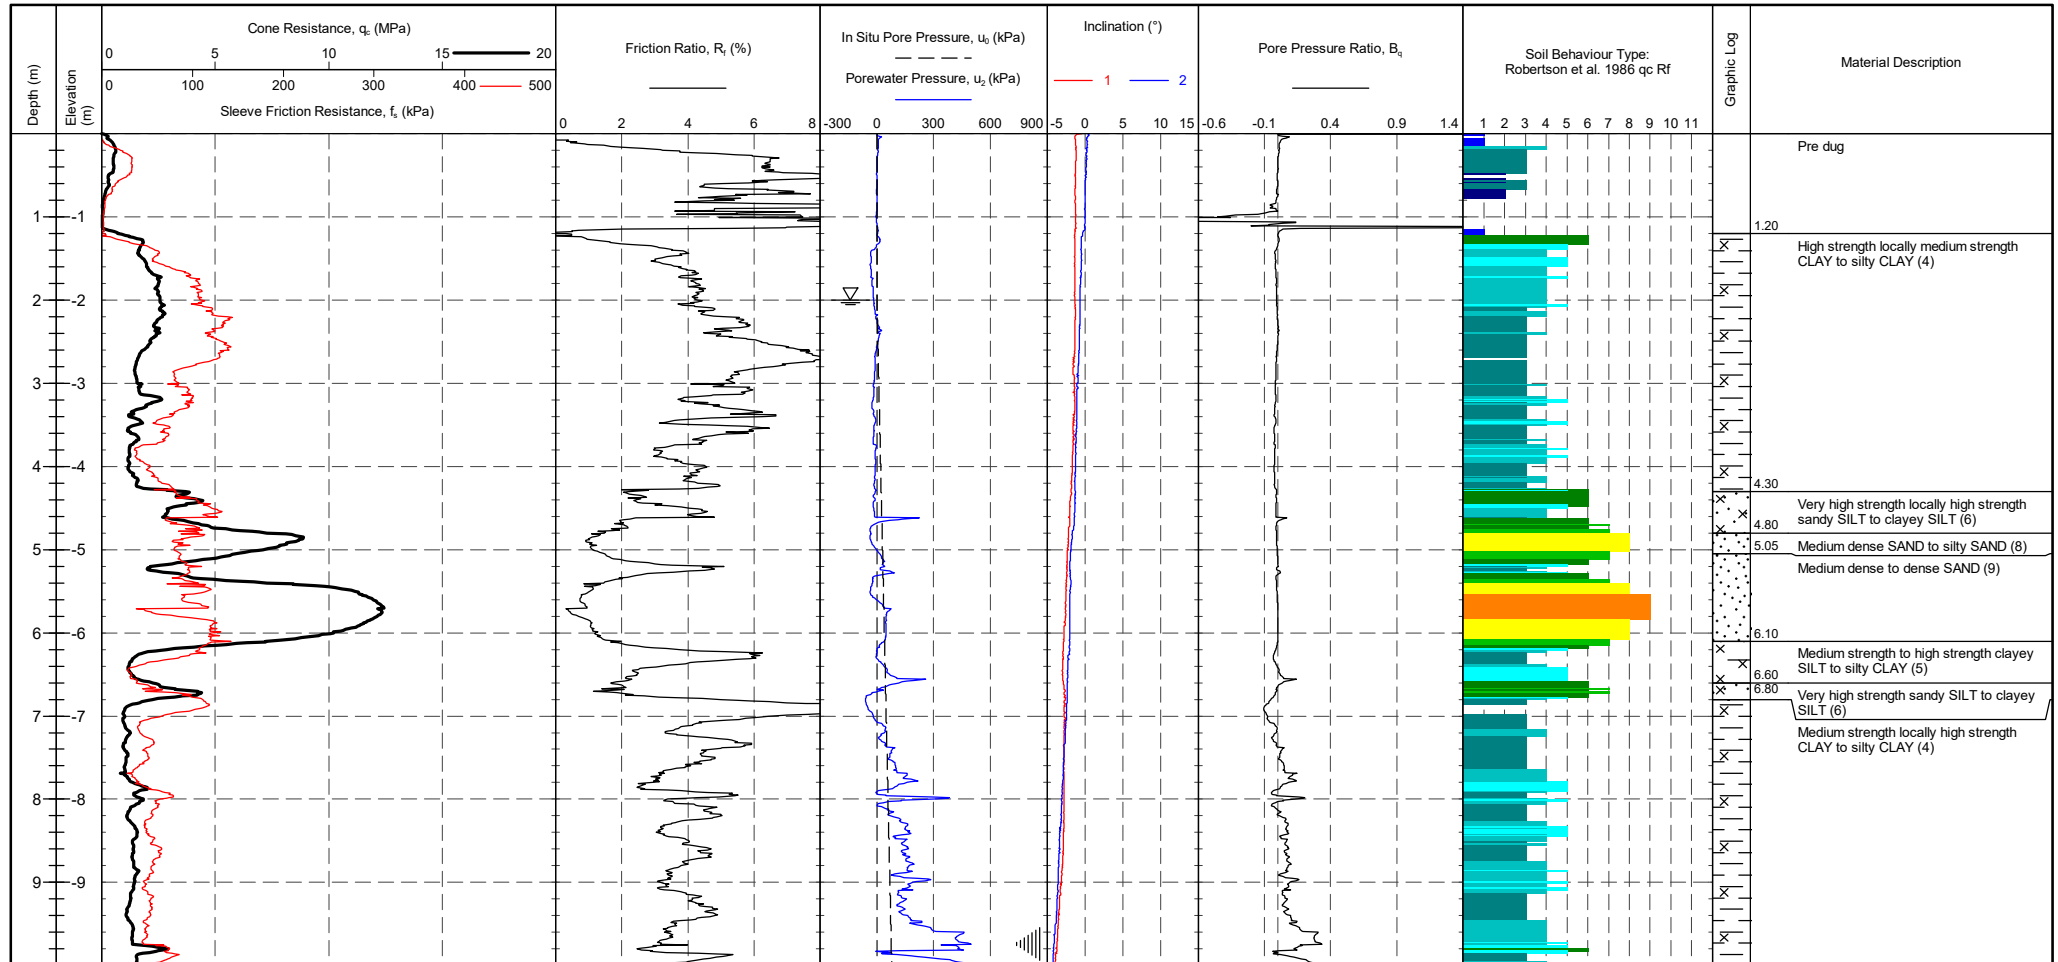 Depth (m)
Elevation (m)
Cone Resistance, qc (MPa)
0 5 10 15 20
0 100 200 300 400 500
Sleeve Friction Resistance, fs (kPa)
Friction Ratio, Rf (%)
0 2 4 6 8
In Situ Pore Pressure, u0 (kPa)
Porewater Pressure, u2 (kPa)
-300 0 300 600 900
Inclination (°)
1 2
-5 0 5 10 15
Pore Pressure Ratio, Bq
-0.6 -0.1 0.4 0.9 1.4
Soil Behaviour Type:
Robertson et al. 1986 qc Rf
1 2 3 4 5 6 7 8 9 10 11
Graphic Log
Material Description
Pre dug
1 -1
1.20
High strength locally medium strength
CLAY to silty CLAY (4)
2 -2
3 -3
4 -4
4.30
Very high strength locally high strength
sandy SILT to clayey SILT (6)
4.80
Medium dense SAND to silty SAND (8)
5 -5
5.05
Medium dense to dense SAND (9)
6 -6
6.10
Medium strength to high strength clayey
SILT to silty CLAY (5)
6.60
6.80
Very high strength sandy SILT to clayey
SILT (6)
7 -7
Medium strength locally high strength
CLAY to silty CLAY (4)
8 -8
9 -9